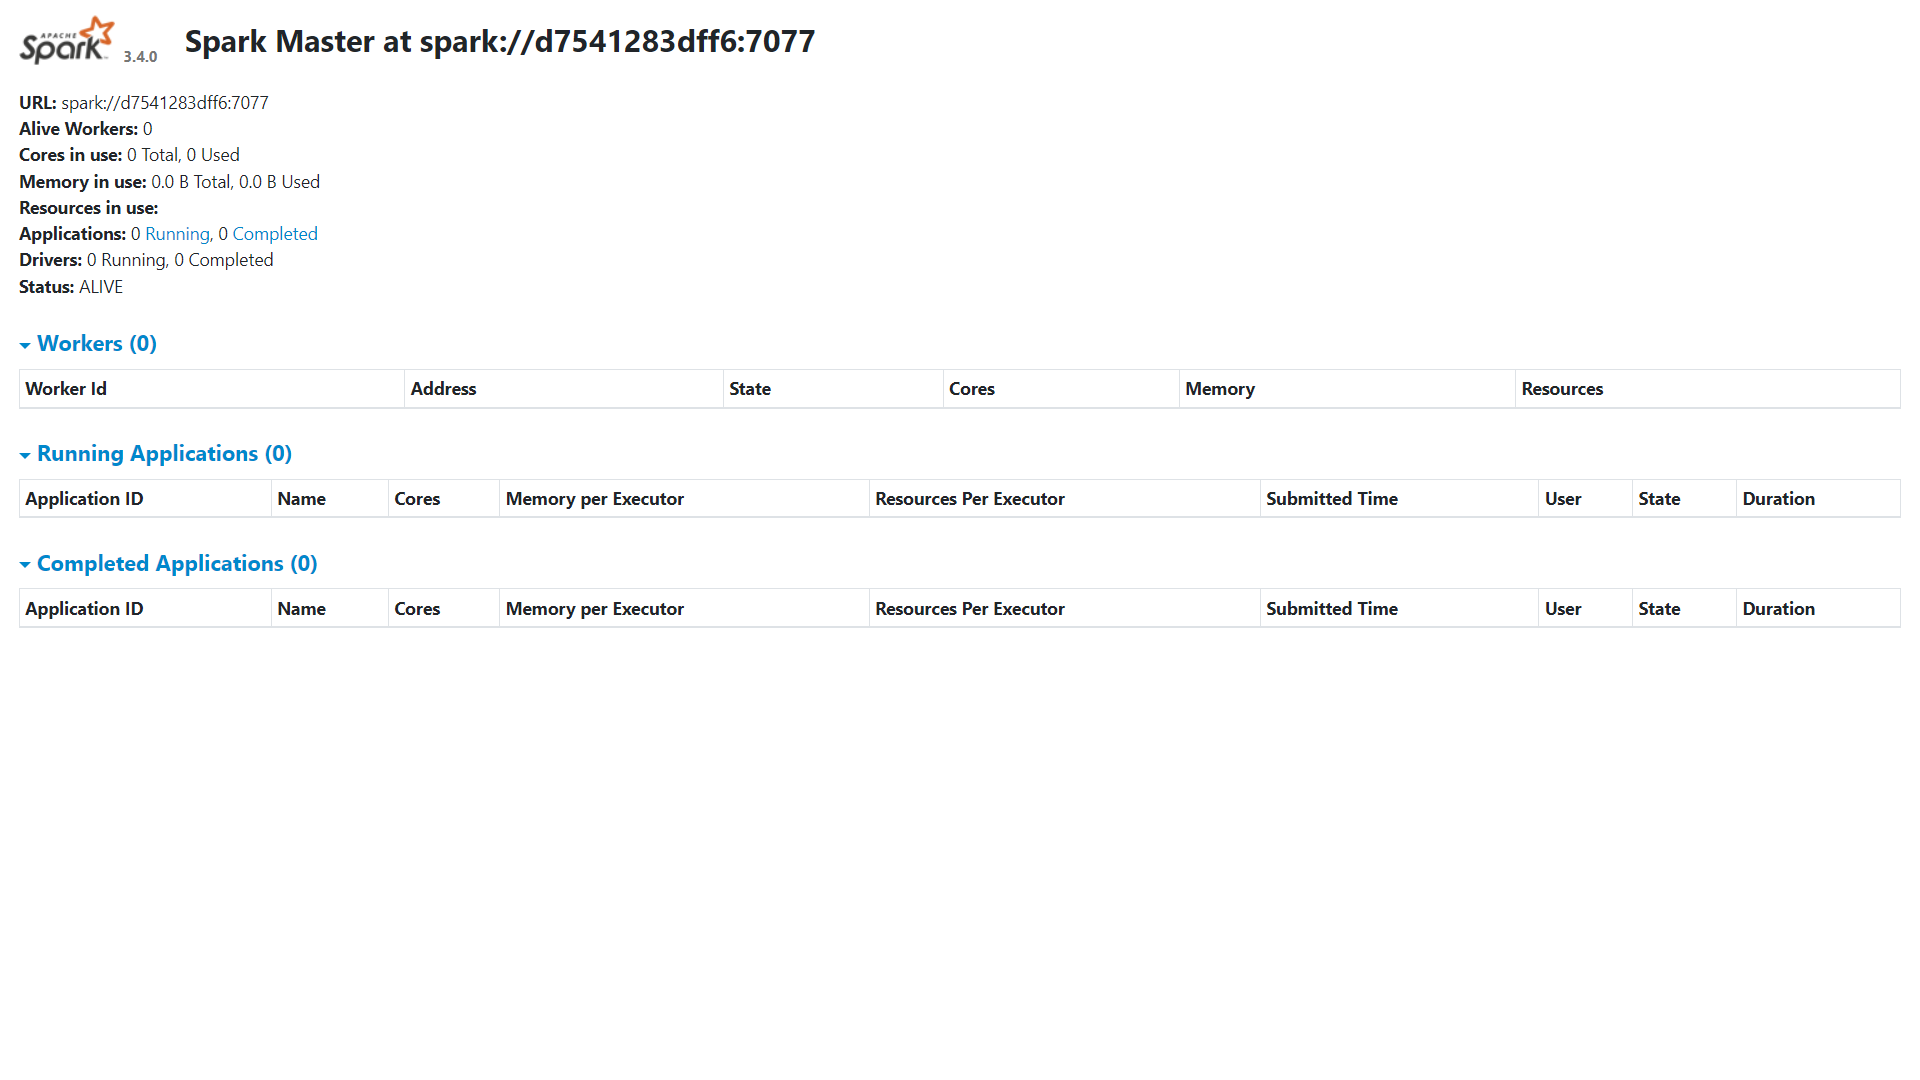 APACHE
Spark 3.4.0
Spark Master at spark://d7541283dff6:7077
URL: spark://d7541283dff6:7077
Alive Workers: 0
Cores in use: 0 Total, 0 Used
Memory in use: 0.0 B Total, 0.0 B Used
Resources in use:
Applications: 0 Running, 0 Completed
Drivers: 0 Running, 0 Completed
Status: ALIVE
Workers (0)
Worker Id Address State Cores Memory Resources
Running Applications (0)
Application ID Name Cores Memory per Executor Resources Per Executor Submitted Time User State Duration
Completed Applications (0)
Application ID Name Cores Memory per Executor Resources Per Executor Submitted Time User State Duration